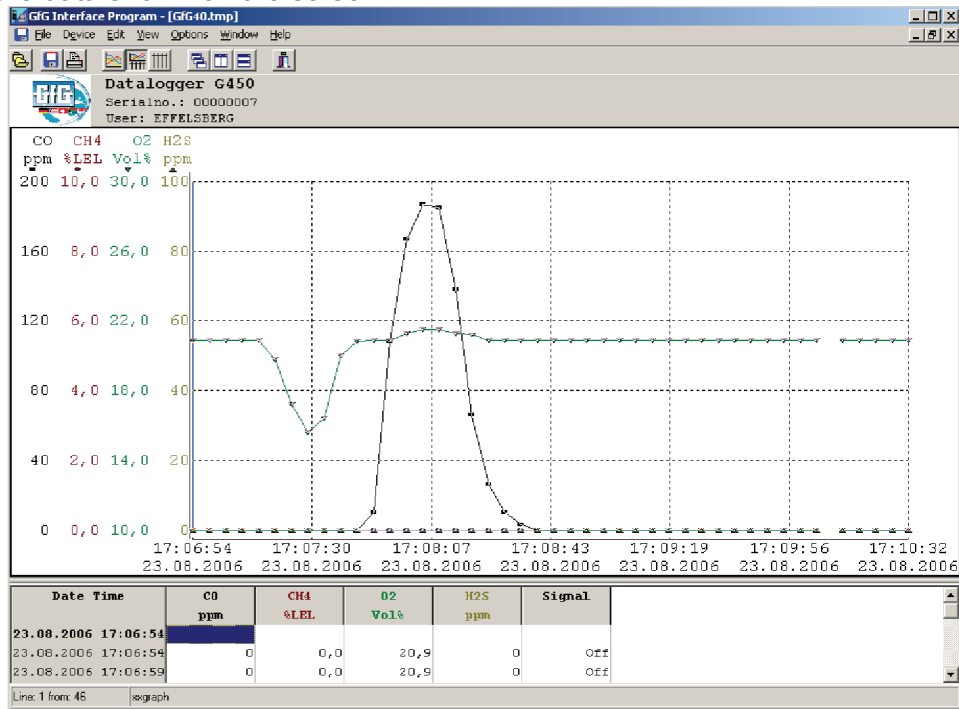 GfG Interface Program - [GfG40.tmp]
File Device Edit View Options Window Help
GfG
Datalogger G450
Serialno.: 00000007
User: EFFELSBERG
CO CH4 O2 H2S
ppm %LEL Vol% ppm
200 10,0 30,0 100
160 8,0 26,0 80
120 6,0 22,0 60
80 4,0 18,0 40
40 2,0 14,0 20
0 0,0 10,0 0
17:06:54 17:07:30 17:08:07 17:08:43 17:09:19 17:09:56 17:10:32
23.08.2006 23.08.2006 23.08.2006 23.08.2006 23.08.2006 23.08.2006 23.08.2006
Date Time CO CH4 O2 H2S Signal
ppm %LEL Vol% ppm
23.08.2006 17:06:54
23.08.2006 17:06:54 0 0,0 20,9 0 Off
23.08.2006 17:06:59 0 0,0 20,9 0 Off
Line: 1 from: 46 xxgraph